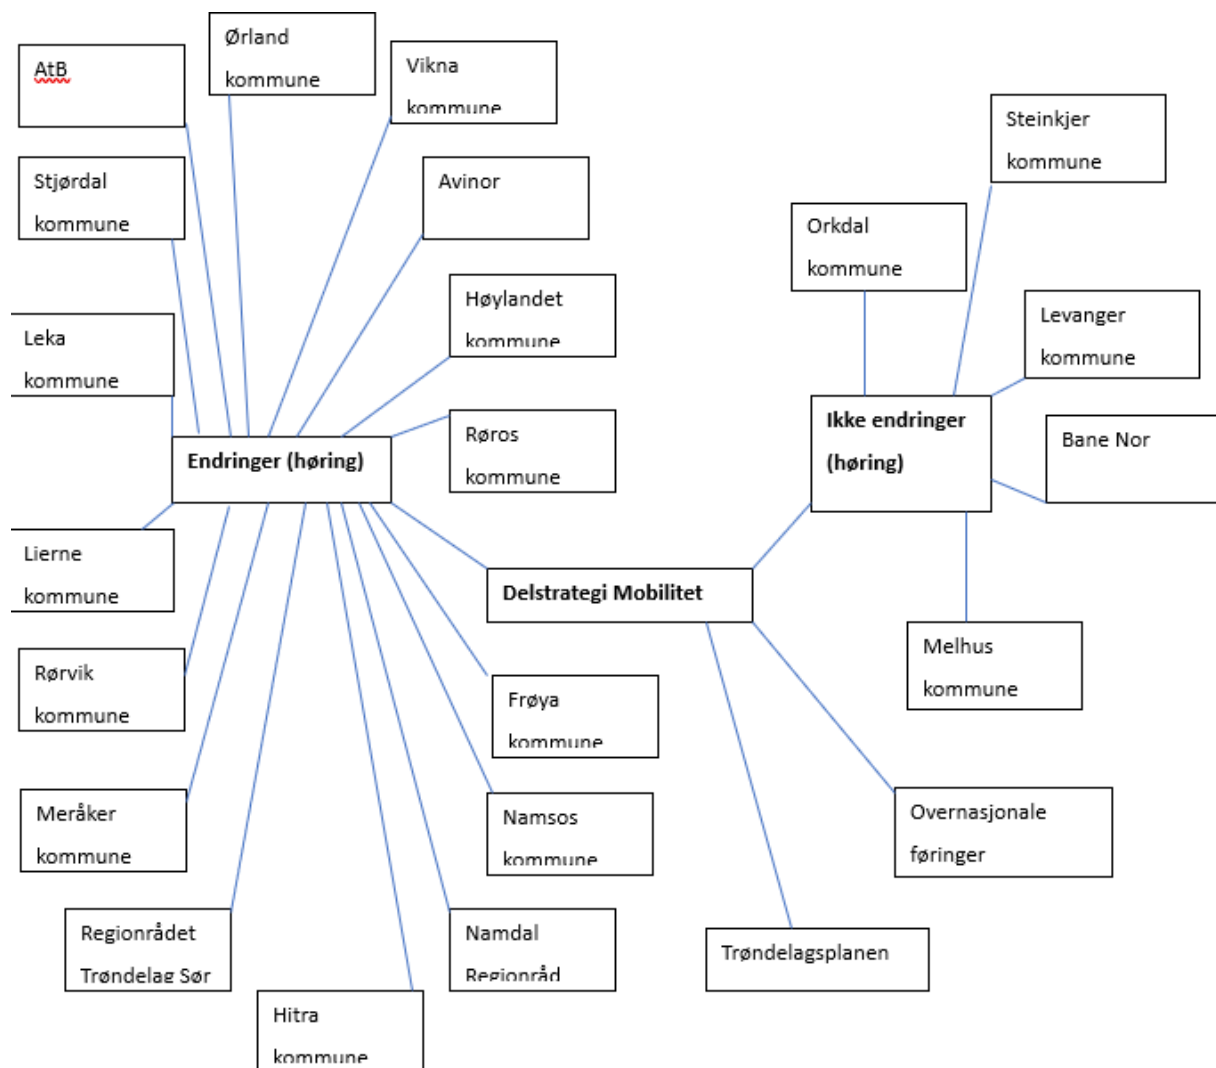 Ørland
kommune
AtB
Vikna
kommune
Steinkjer
kommune
Stjørdal
kommune
Avinor
Orkdal
kommune
Høylandet
kommune
Leka
kommune
Levanger
kommune
Røros
kommune
Ikke endringer
(høring)
Bane Nor
Endringer (høring)
Lierne
kommune
Delstrategi Mobilitet
Rørvik
kommune
Melhus
kommune
Frøya
kommune
Meråker
kommune
Namsos
kommune
Overnasjonale
føringer
Regionrådet
Trøndelag Sør
Namdal
Regionråd
Trøndelagsplanen
Hitra
kommune